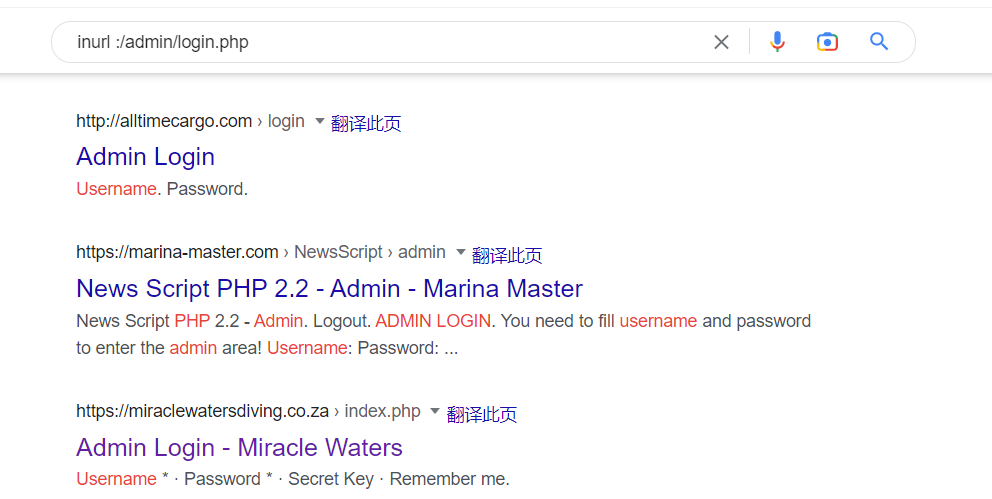 inurl :/admin/login.php
http://alltimecargo.com › login 翻译此页
Admin Login
Username. Password.
https://marina-master.com › NewsScript › admin 翻译此页
News Script PHP 2.2 - Admin - Marina Master
News Script PHP 2.2 - Admin. Logout. ADMIN LOGIN. You need to fill username and password
to enter the admin area! Username: Password: ...
https://miraclewatersdiving.co.za › index.php 翻译此页
Admin Login - Miracle Waters
Username * · Password * · Secret Key · Remember me.